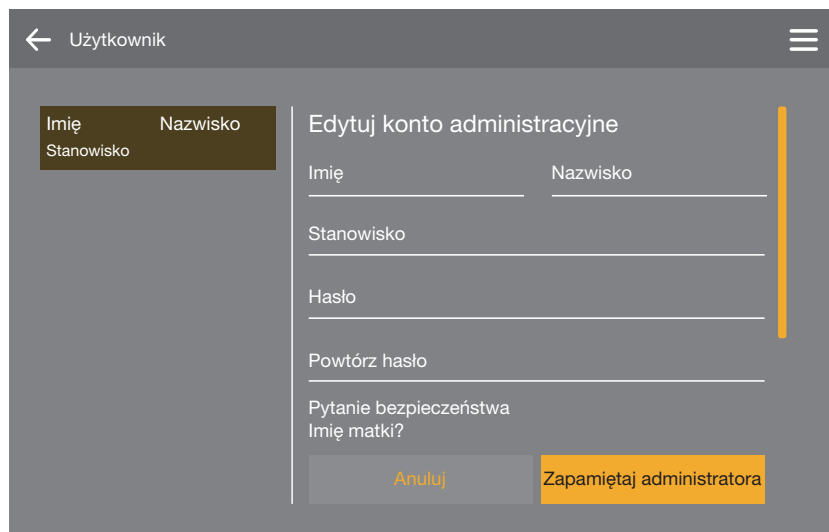 Użytkownik
Imię Nazwisko
Stanowisko
Edytuj konto administracyjne
Imię Nazwisko
Stanowisko
Hasło
Powtórz hasło
Pytanie bezpieczeństwa
Imię matki?
Anuluj Zapamiętaj administratora